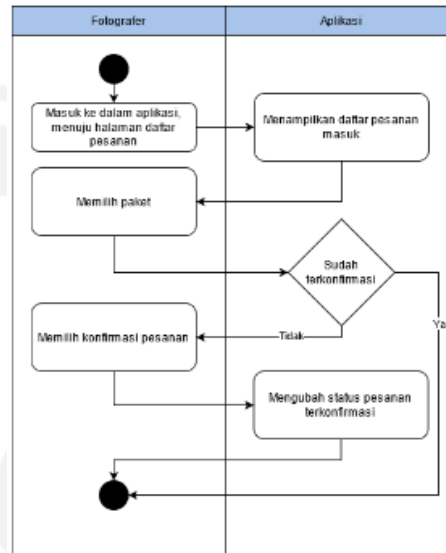 Fotografer
Aplikasi
Masuk ke dalam aplikasi,
menuju halaman daftar
pesanan
Menampilkan daftar pesanan
masuk
Memilih paket
Sudah
terkonfirmasi
Ya
Tidak
Memilih konfirmasi pesanan
Mengubah status pesanan
terkonfirmasi